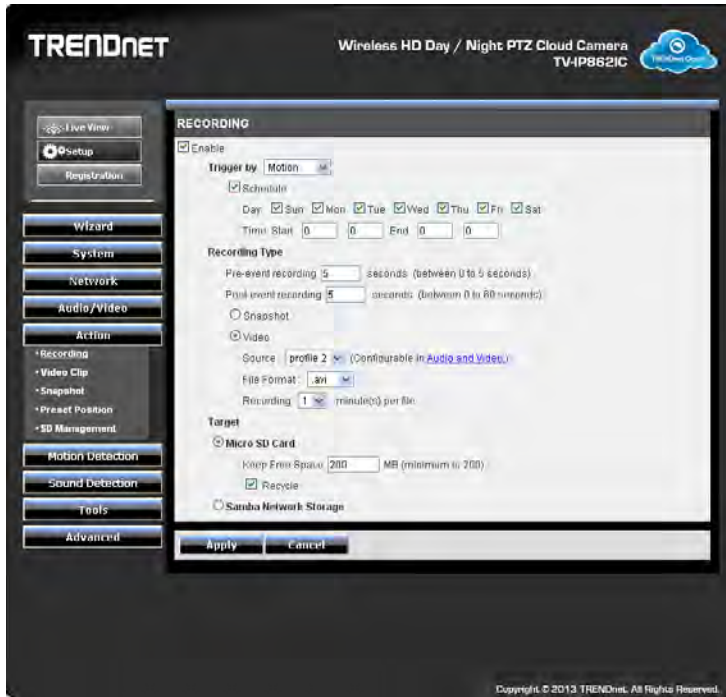 TRENDnet
Wireless HD Day / Night PTZ Cloud Camera
TV-IP862IC
TRENDnet Cloud
Live View
Setup
Registration
Wizard
System
Network
Audio/Video
Action
Recording
Video Clip
Snapshot
Preset Position
SD Management
Motion Detection
Sound Detection
Tools
Advanced
RECORDING
Enable
Trigger by Motion
Schedule
Day Sun Mon Tue Wed Thu Fri Sat
Time Start 0 0 End 0 0
Recording Type
Pre-event recording 5 seconds (between 0 to 5 seconds)
Post-event recording 5 seconds (between 0 to 60 seconds)
Snapshot
Video
Source profile 2 (Configurable in Audio and Video.)
File Format .avi
Recording 1 minute(s) per file
Target
Micro SD Card
Keep Free Space 200 MB (minimum is 200)
Recycle
Samba Network Storage
Apply Cancel
Copyright © 2013 TRENDnet. All Rights Reserved.